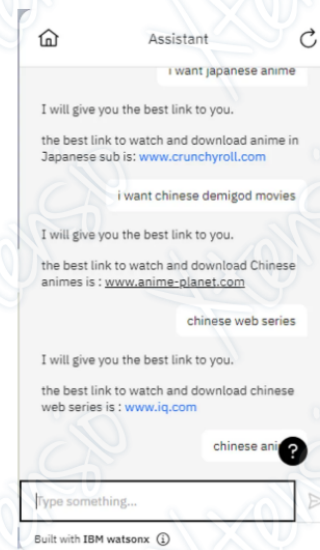 Assistant
i want japanese anime
I will give you the best link to you.
the best link to watch and download anime in
Japanese sub is: www.crunchyroll.com
i want chinese demigod movies
I will give you the best link to you.
the best link to watch and download Chinese
animes is : www.anime-planet.com
chinese web series
I will give you the best link to you.
the best link to watch and download chinese
web series is : www.iq.com
chinese
?
Type something...
Built with IBM watsonx